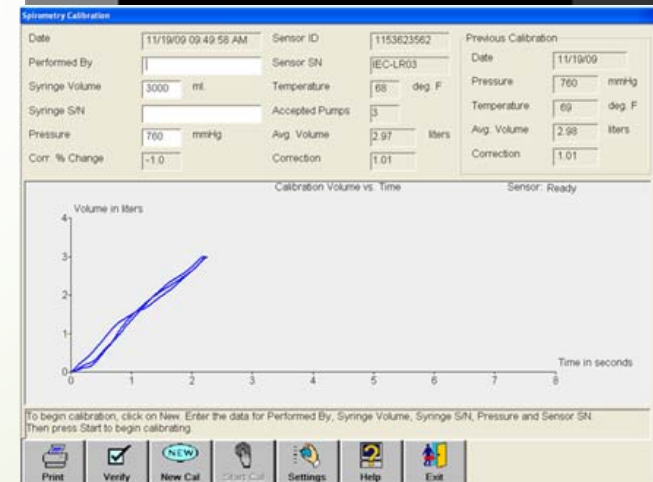 Spirometry Calibration
Date 11/19/09 09:49:58 AM Sensor ID 1153623562 Previous Calibration
Performed By Sensor SN IEC-LR03 Date 11/19/09
Syringe Volume 3000 ml. Temperature 68 deg. F Pressure 760 mmHg
Syringe S/N Accepted Pumps 3 Temperature 69 deg. F
Pressure 760 mmHg Avg. Volume 2.97 liters Avg. Volume 2.98 liters
Corr. % Change -1.0 Correction 1.01 Correction 1.01
Calibration Volume vs. Time Sensor: Ready
Volume in liters
4
3
2
1
0
Time in seconds
0 1 2 3 4 5 6 7 8
To begin calibration, click on New. Enter the data for Performed By, Syringe Volume, Syringe S/N, Pressure and Sensor SN.
Then press Start to begin calibrating.
NEW
Print Verify New Cal Start Cal Settings Help Exit